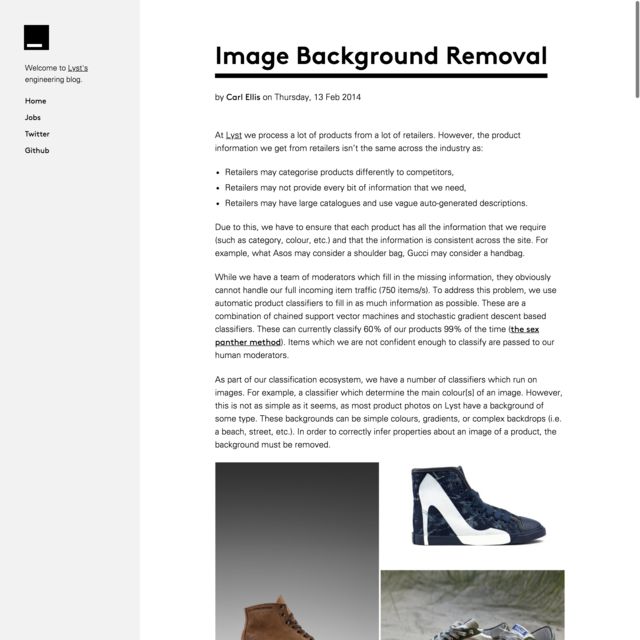 Welcome to Lyst's
engineering blog.
Home
Jobs
Twitter
Github
Image Background Removal
by Carl Ellis on Thursday, 13 Feb 2014
At Lyst we process a lot of products from a lot of retailers. However, the product
information we get from retailers isn't the same across the industry as:
• Retailers may categorise products differently to competitors,
• Retailers may not provide every bit of information that we need,
• Retailers may have large catalogues and use vague auto-generated descriptions.
Due to this, we have to ensure that each product has all the information that we require
(such as category, colour, etc.) and that the information is consistent across the site. For
example, what Asos may consider a shoulder bag, Gucci may consider a handbag.
While we have a team of moderators which fill in the missing information, they obviously
cannot handle our full incoming item traffic (750 items/s). To address this problem, we use
automatic product classifiers to fill in as much information as possible. These are a
combination of chained support vector machines and stochastic gradient descent based
classifiers. These can currently classify 60% of our products 99% of the time (the sex
panther method). Items which we are not confident enough to classify are passed to our
human moderators.
As part of our classification ecosystem, we have a number of classifiers which run on
images. For example, a classifier which determine the main colour[s] of an image. However,
this is not as simple as it seems, as most product photos on Lyst have a background of
some type. These backgrounds can be simple colours, gradients, or complex backdrops (i.e.
a beach, street, etc.). In order to correctly infer properties about an image of a product, the
background must be removed.